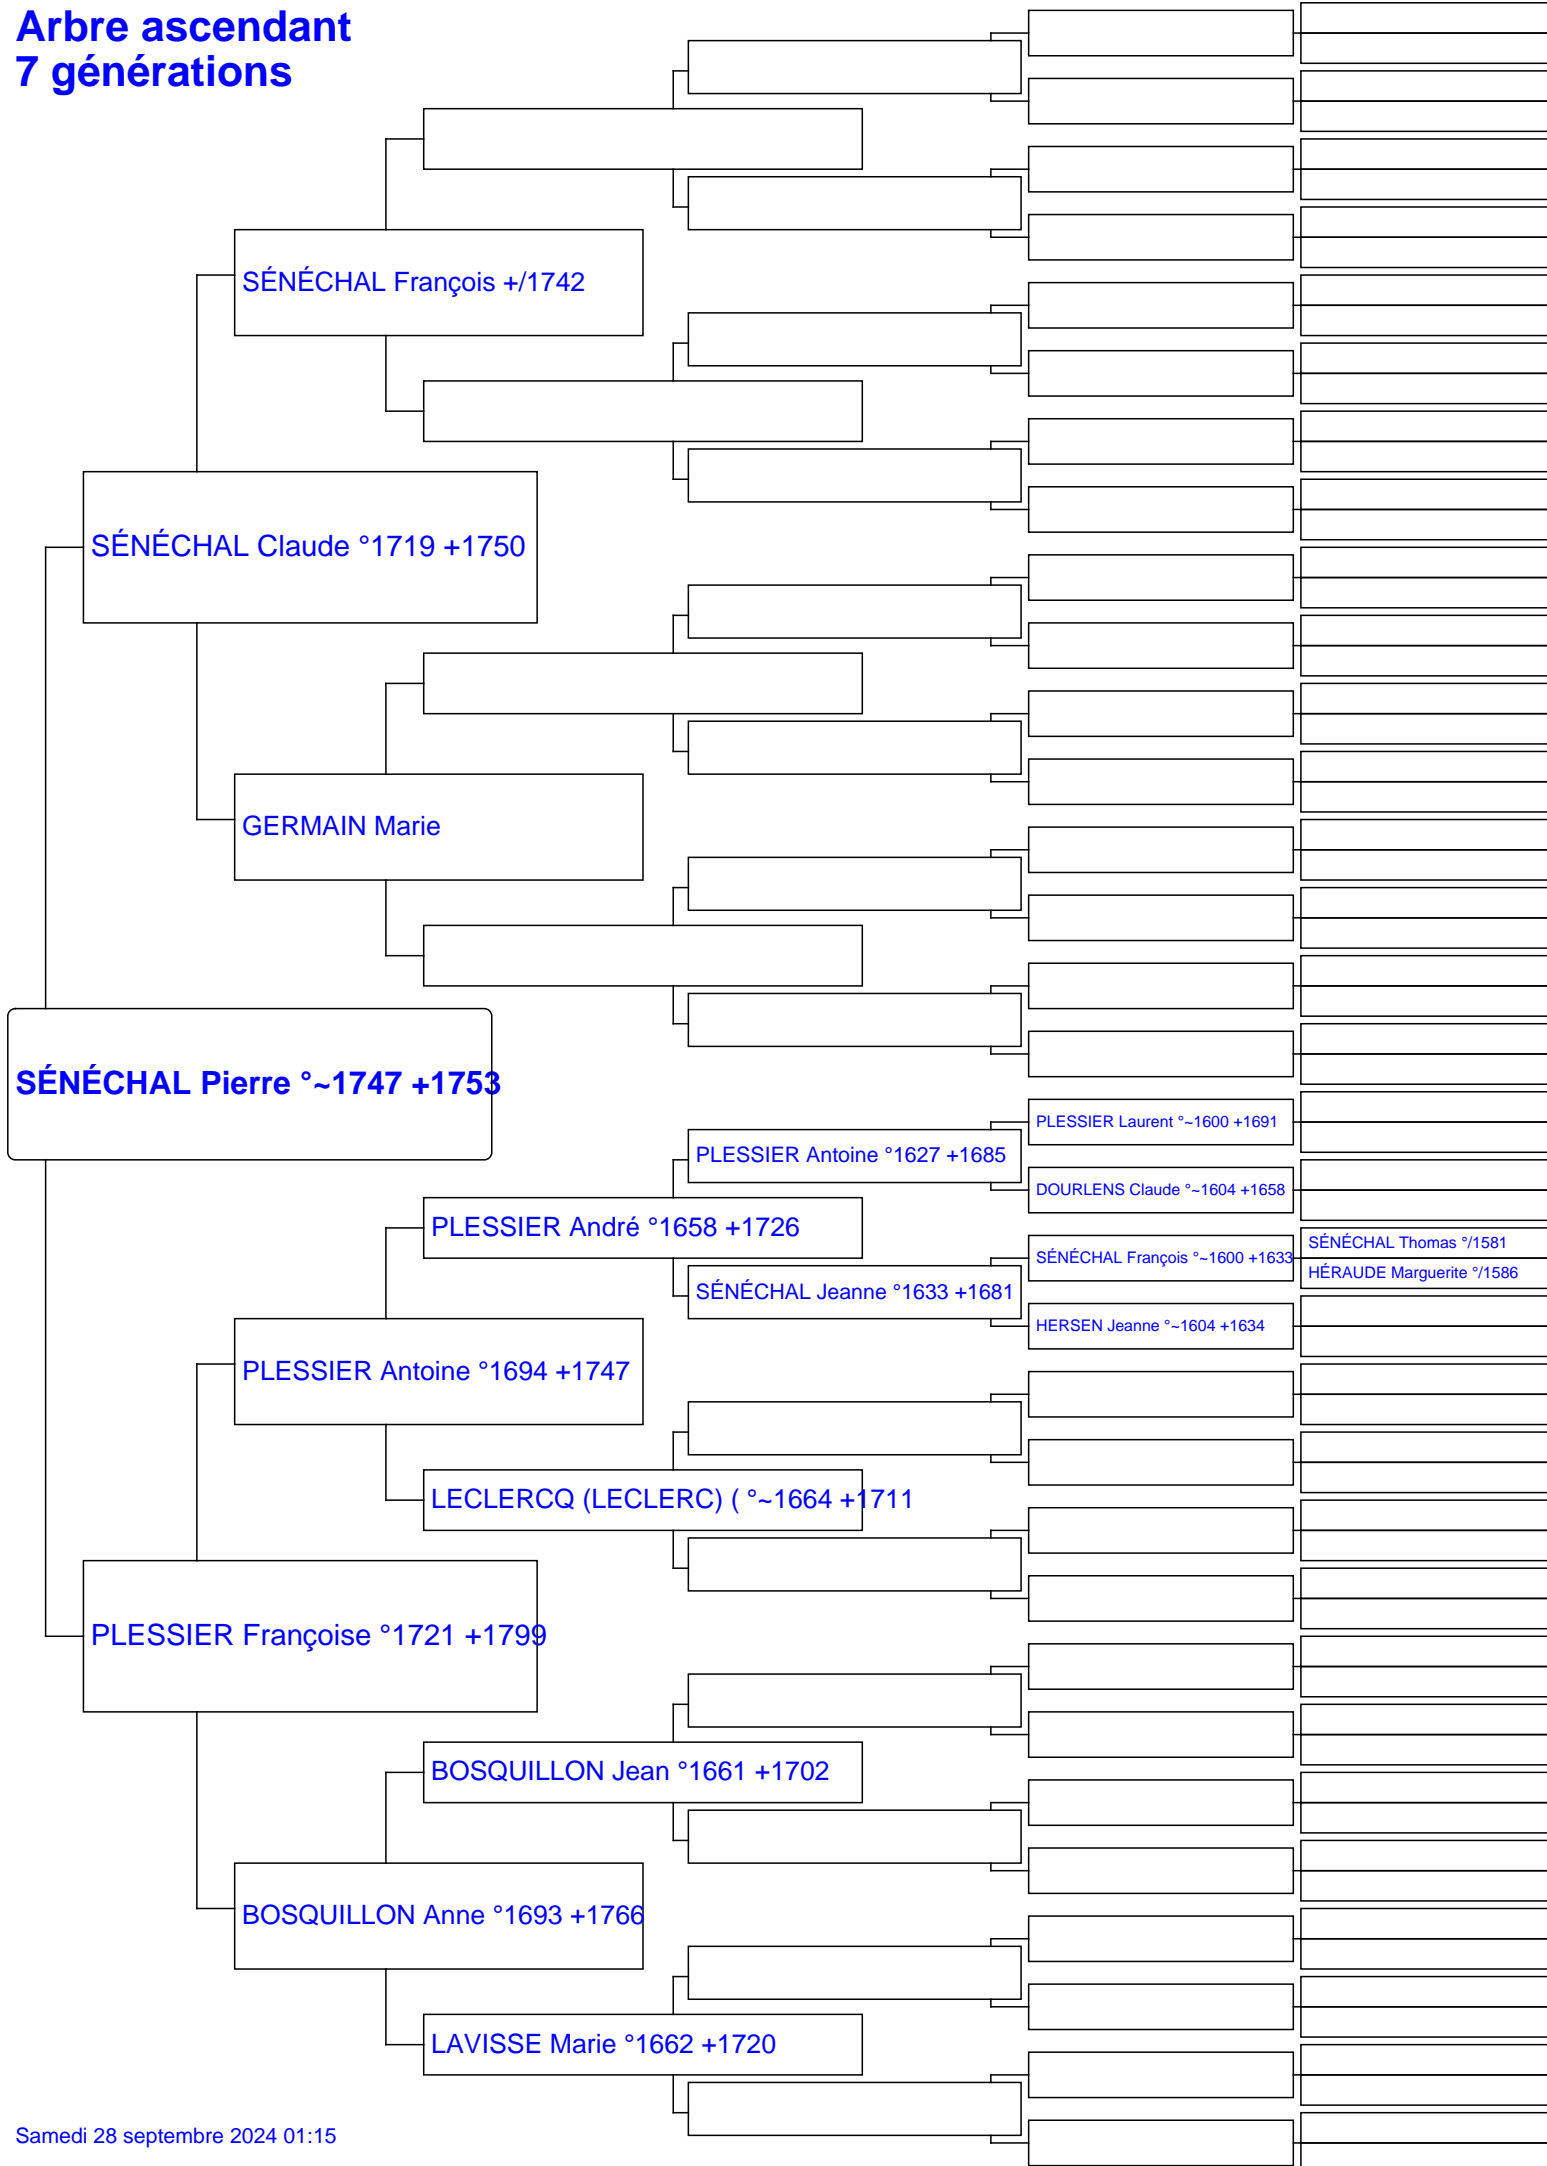 Arbre ascendant
7 générations
SÉNÉCHAL François +/1742
SÉNÉCHAL Claude °1719 +1750
GERMAIN Marie
SÉNÉCHAL Pierre °~1747 +1753
PLESSIER Laurent °~1600 +1691
PLESSIER Antoine °1627 +1685
DOURLENS Claude °~1604 +1658
PLESSIER André °1658 +1726
SÉNÉCHAL Thomas °/1581
SÉNÉCHAL François °~1600 +1633
HÉRAUDE Marguerite °/1586
SÉNÉCHAL Jeanne °1633 +1681
HERSEN Jeanne °~1604 +1634
PLESSIER Antoine °1694 +1747
LECLERCQ (LECLERC) ( °~1664 +1711
PLESSIER Françoise °1721 +1799
BOSQUILLON Jean °1661 +1702
BOSQUILLON Anne °1693 +1766
LAVISSE Marie °1662 +1720
Samedi 28 septembre 2024 01:15